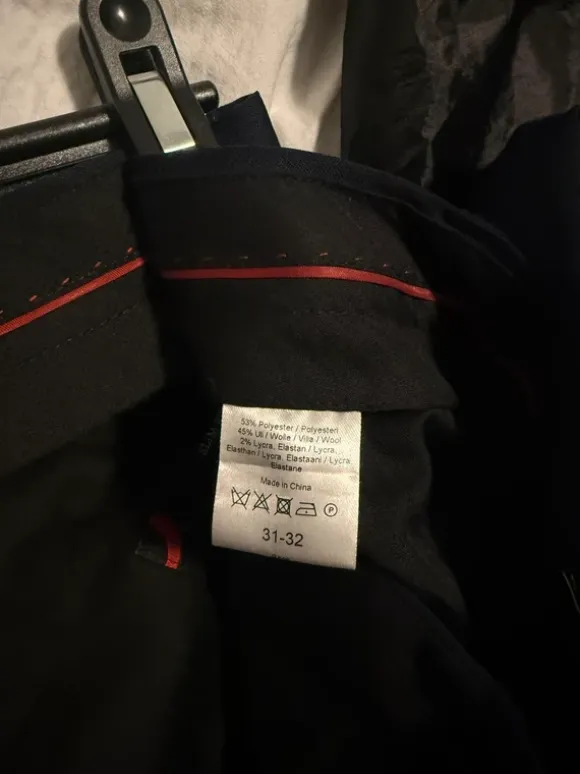 53% Polyester / Polyesteri
45% Ull / Wolle / Villa / Wool
2% Lycra, Elastan / Lycra,
Elasthan / Lycra, Elastaani / Lycra
Elastane
Made in China
P
31-32